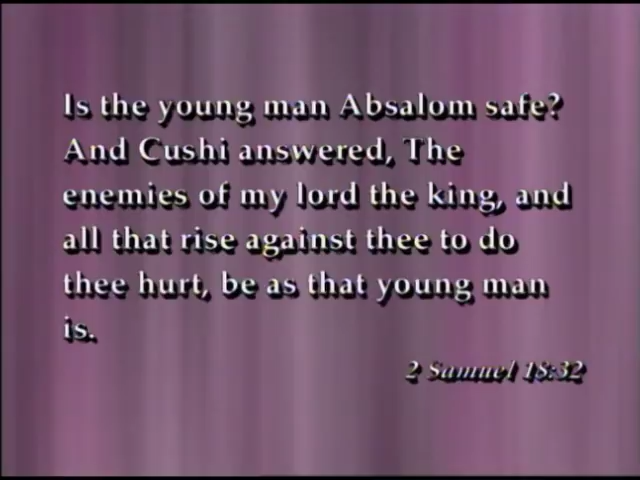 Is the young man Absalom safe?
And Cushi answered, The
enemies of my lord the king, and
all that rise against thee to do
thee hurt, be as that young man
is.
2 Samuel 18:32